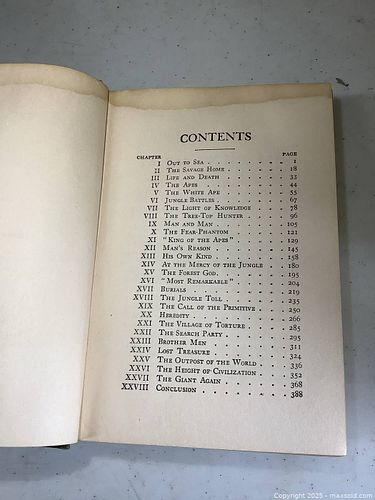 CONTENTS
CHAPTER PAGE
I Out to Sea . . . . . . . . 1
II The Savage Home . . . . . . 18
III Life and Death . . . . . . 33
IV The Apes . . . . . . . . 44
V The White Ape . . . . . . . 55
VI Jungle Battles . . . . . . 67
VII The Light of Knowledge . . . . 78
VIII The Tree-Top Hunter . . . . . 96
IX Man and Man . . . . . . . 105
X The Fear-Phantom . . . . . . 121
XI "King of the Apes" . . . . . 129
XII Man's Reason . . . . . . . 145
XIII His Own Kind . . . . . . . 158
XIV At the Mercy of the Jungle . . . 180
XV The Forest God . . . . . . 195
XVI "Most Remarkable" . . . . . 204
XVII Burials . . . . . . . . 219
XVIII The Jungle Toll . . . . . . 235
XIX The Call of the Primitive . . . 250
XX Heredity . . . . . . . . 266
XXI The Village of Torture . . . . 285
XXII The Search Party . . . . . . 295
XXIII Brother Men . . . . . . . 311
XXIV Lost Treasure . . . . . . . 324
XXV The Outpost of the World . . . 336
XXVI The Height of Civilization . . . 352
XXVII The Giant Again . . . . . . 368
XXVIII Conclusion . . . . . . . 388
© Copyright 2025 - maxsold.com